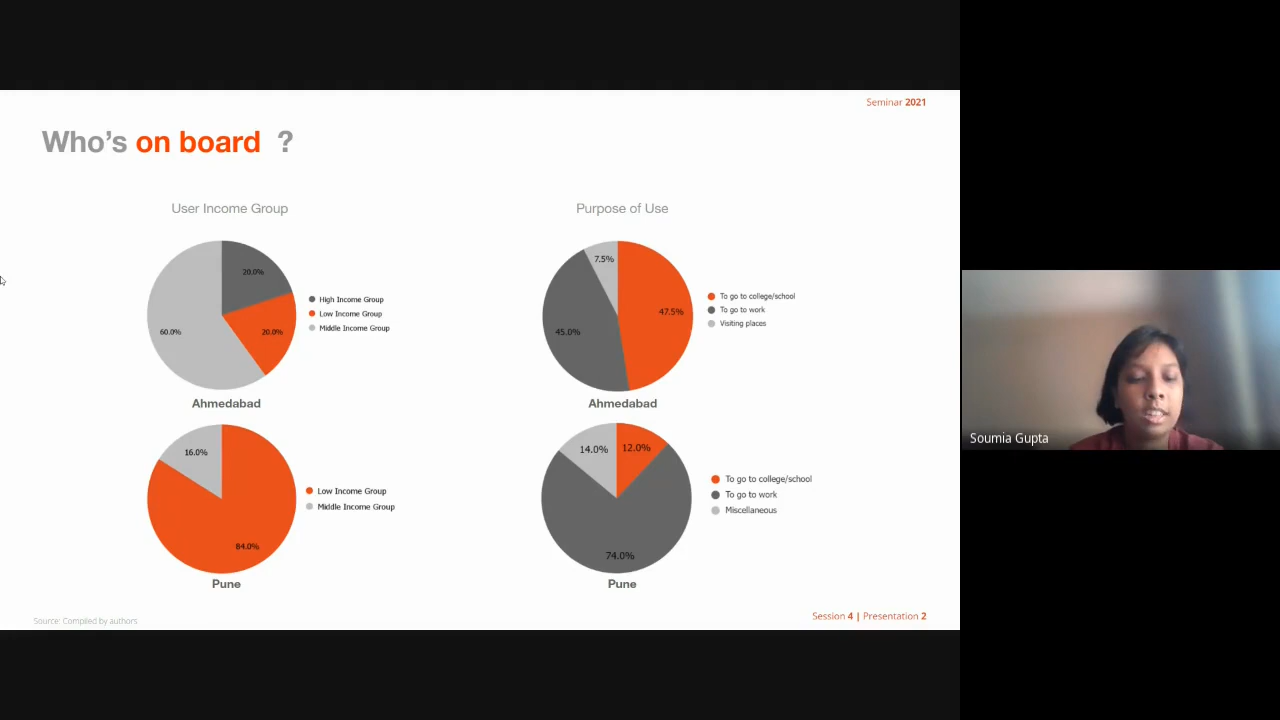 Seminar 2021
Who's on board ?
User Income Group
20.0%
20.0%
60.0%
High Income Group
Low Income Group
Middle Income Group
Ahmedabad
16.0%
84.0%
Low Income Group
Middle Income Group
Pune
Purpose of Use
7.5%
47.5%
45.0%
To go to college/school
To go to work
Visiting places
Ahmedabad
14.0%
12.0%
74.0%
To go to college/school
To go to work
Miscellaneous
Pune
Source: Compiled by authors
Session 4 | Presentation 2
Soumia Gupta